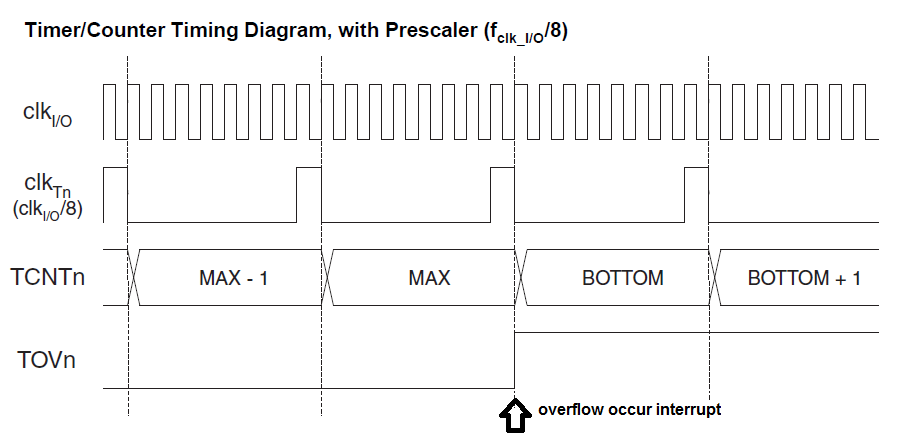 Timer/Counter Timing Diagram, with Prescaler (fclk_I/O/8)
clkI/O
clkTn
(clkI/O/8)
TCNTn
MAX - 1
MAX
BOTTOM
BOTTOM + 1
TOVn
overflow occur interrupt